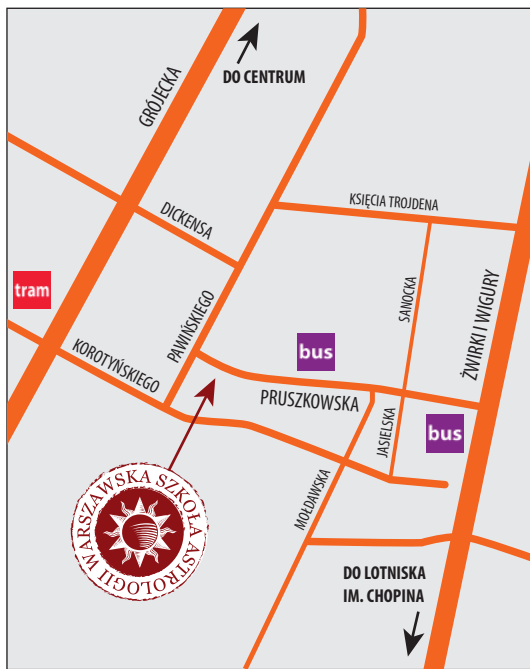 GRÓJECKA
DO CENTRUM
KSIĘCIA TROJDENA
DICKENSA
SANOCKA
ŻWIRKI I WIGURY
tram
PAWIŃSKIEGO
KOROTYŃSKIEGO
bus
PRUSZKOWSKA
JASIELSKA
bus
MOŁDAWSKA
WARSZAWSKA SZKOŁA ASTROLOGII
DO LOTNISKA
IM. CHOPINA